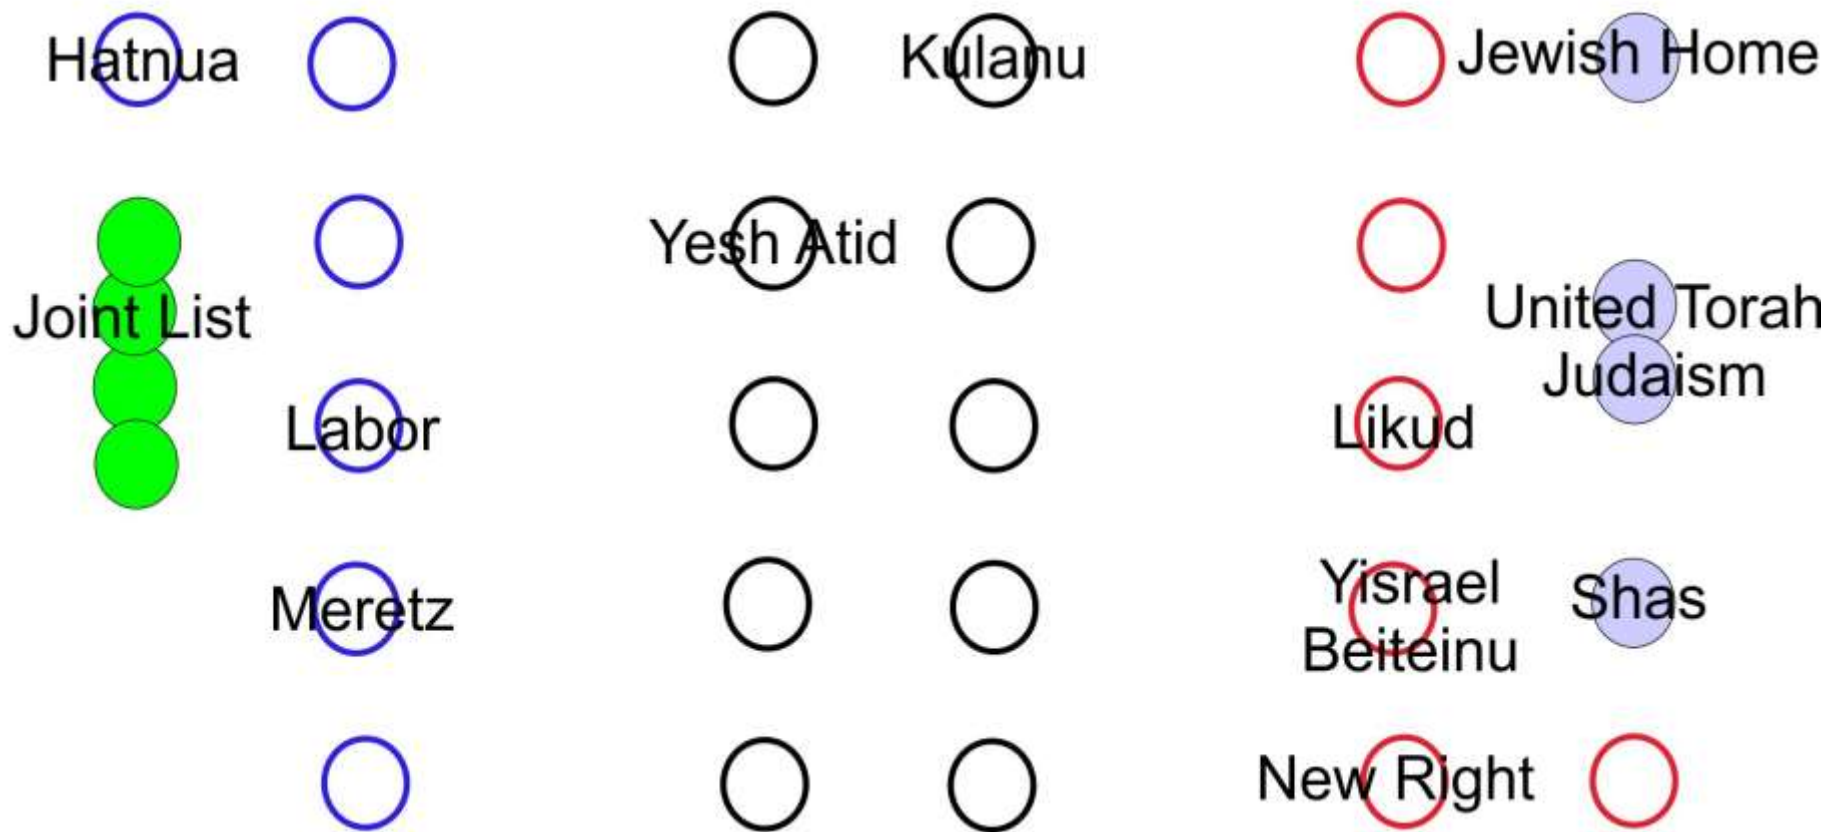 Hatnua
Kulanu
Jewish Home
Yesh Atid
Joint List
United Torah
Judaism
Labor
Likud
Meretz
Yisrael
Beiteinu
Shas
New Right